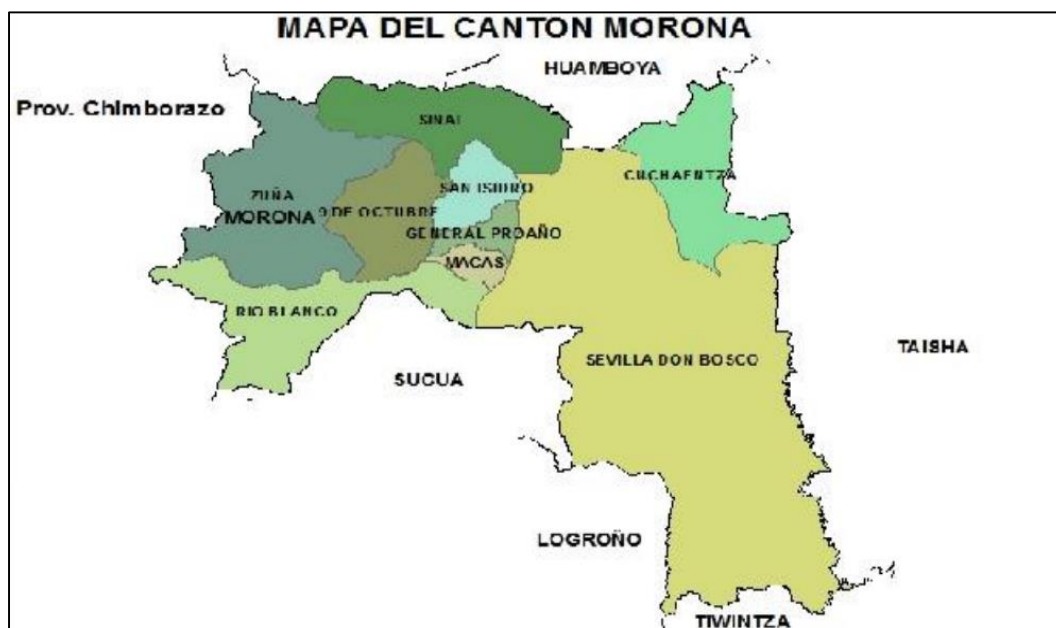 MAPA DEL CANTON MORONA
HUAMBOYA
Prov. Chimborazo
SINAI
CUCHAENTZA
SAN ISIDRO
ZUÑA
MORONA
9 DE OCTUBRE
GENERAL PROAÑO
MACAS
RIO BLANCO
TAISHA
SEVILLA DON BOSCO
SUCUA
LOGROÑO
TIWINTZA